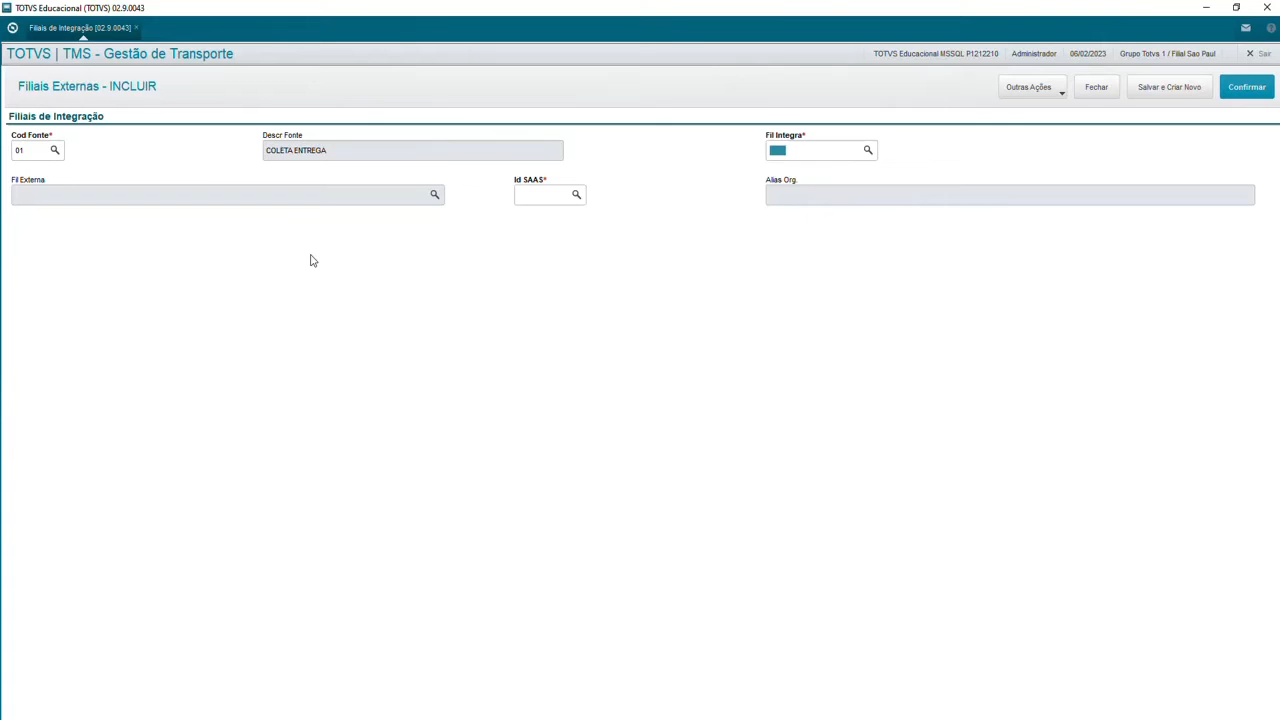 TOTVS Educacional (TOTVS) 02.9.0043
Filiais de Integração [02.9.0043] ×
TOTVS | TMS - Gestão de Transporte
TOTVS Educacional MSSQL P1212210 Administrador 06/02/2023 Grupo Totvs 1 / Filial Sao Paul Sair
Filiais Externas - INCLUIR
Outras Ações Fechar Salvar e Criar Novo Confirmar
Filiais de Integração
Cod Fonte* Descr Fonte Fil Integra*
01 COLETA ENTREGA
Fil Externa Id SAAS* Alias Org.